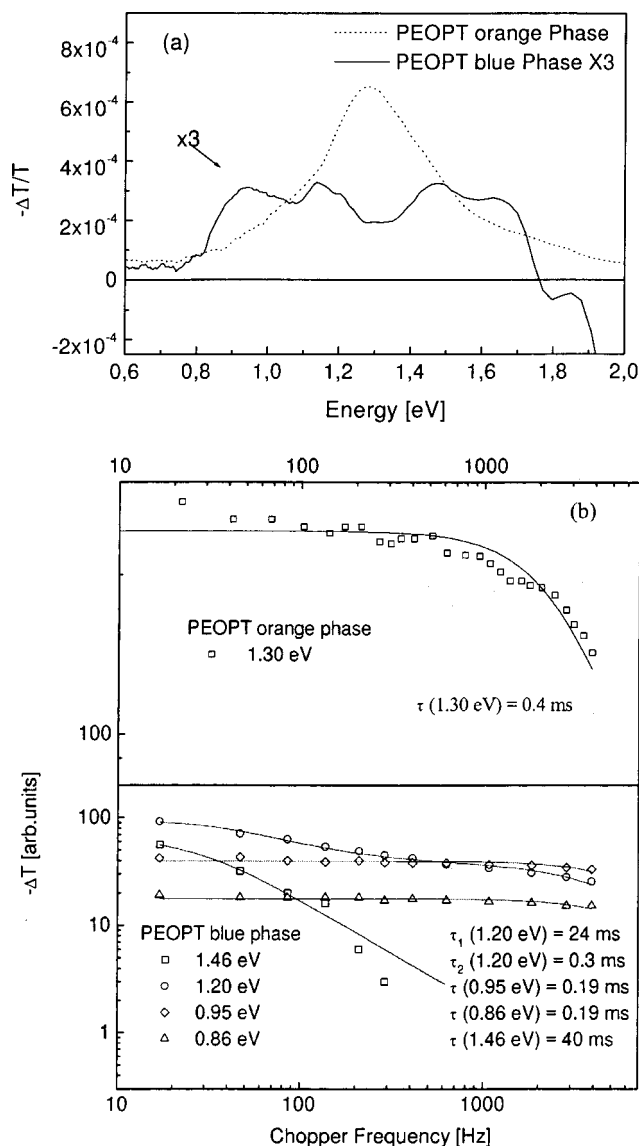 (a)
PEOPT orange Phase
PEOPT blue Phase X3
x3
8x10-4
6x10-4
4x10-4
2x10-4
0
-2x10-4
-ΔT/T
0,6 0,8 1,0 1,2 1,4 1,6 1,8 2,0
Energy [eV]
10 100 1000
(b)
PEOPT orange phase
1.30 eV
τ (1.30 eV) = 0.4 ms
100
-ΔT [arb.units]
100
10
1
PEOPT blue phase
1.46 eV
1.20 eV
0.95 eV
0.86 eV
τ1 (1.20 eV) = 24 ms
τ2 (1.20 eV) = 0.3 ms
τ (0.95 eV) = 0.19 ms
τ (0.86 eV) = 0.19 ms
τ (1.46 eV) = 40 ms
10 100 1000
Chopper Frequency [Hz]